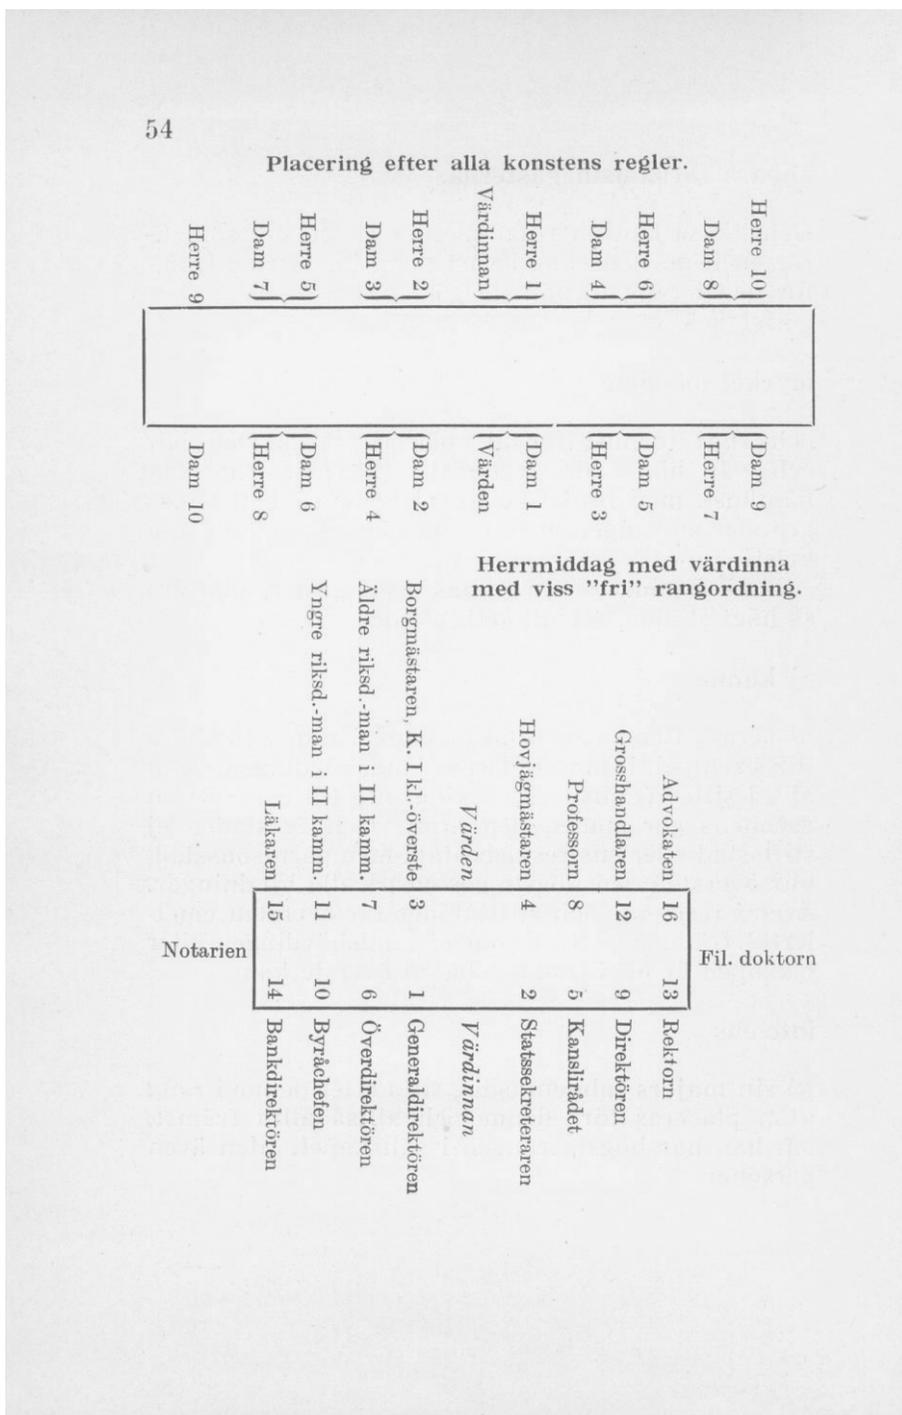 54
Placering efter alla konstens regler.
Herre 9
Dam 7
Herre 5
Dam 3
Herre 2
Värdinnan
Herre 1
Dam 4
Herre 6
Dam 8
Herre 10
Dam 10
Herre 8
Dam 6
Herre 4
Dam 2
Värden
Dam 1
Herre 3
Dam 5
Herre 7
Dam 9
Herrmiddag med värdinna
med viss ”fri” rangordning.
Läkaren 15
Yngre riksd.-man i II kamm. 11
Äldre riksd.-man i II kamm. 7
Borgmästaren, K. I kl.-överste 3
Värden
Hovjägmästaren 4
Professorn 8
Grosshandlaren 12
Advokaten 16
Notarien
Fil. doktorn
14 Bankdirektören
10 Byråchefen
6 Överdirektören
1 Generaldirektören
Värdinnan
2 Statssekreteraren
5 Kanslirådet
9 Direktören
13 Rektorn